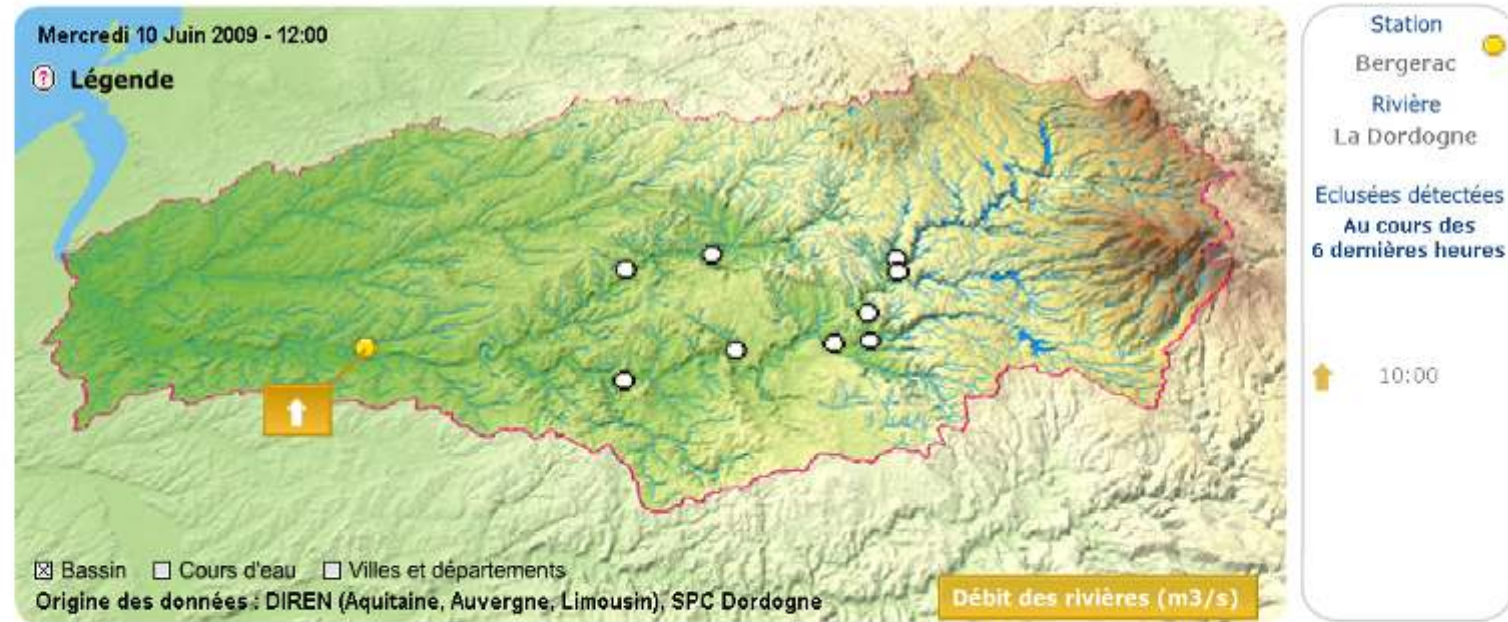 Mercredi 10 Juin 2009 - 12:00
? Légende
Bassin Cours d'eau Villes et départements
Origine des données : DIREN (Aquitaine, Auvergne, Limousin), SPC Dordogne
Débit des rivières (m3/s)
Station
Bergerac
Rivière
La Dordogne
Eclusées détectées
Au cours des
6 dernières heures
10:00